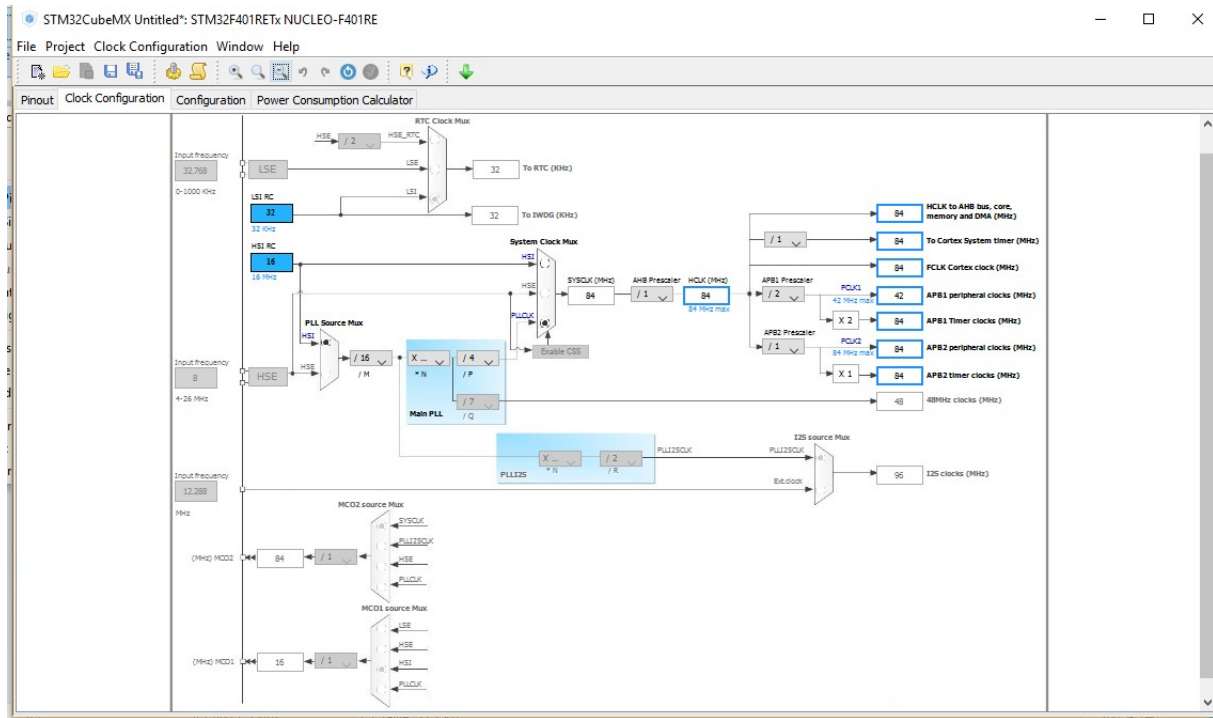 STM32CubeMX Untitled*: STM32F401RETx NUCLEO-F401RE
File Project Clock Configuration Window Help
Pinout Clock Configuration Configuration Power Consumption Calculator
RTC Clock Mux
HSE / 2 HSE_RTC
Input frequency
32.768
0-1000 KHz
LSE LSE
32 To RTC (KHz)
LSI RC
32
32 KHz
LSI
32 To IWDG (KHz)
HSI RC
16
16 MHz
System Clock Mux
HSI
HSE
PLLCLK
Enable CSS
SYSCLK (MHz)
84
AHB Prescaler
/ 1
HCLK (MHz)
84
84 MHz max
84 HCLK to AHB bus, core,
memory and DMA (MHz)
/ 1 84 To Cortex System timer (MHz)
84 FCLK Cortex clock (MHz)
APB1 Prescaler
/ 2
PCLK1
42 MHz max
42 APB1 peripheral clocks (MHz)
X 2 84 APB1 Timer clocks (MHz)
APB2 Prescaler
/ 1
PCLK2
84 MHz max
84 APB2 peripheral clocks (MHz)
X 1 84 APB2 timer clocks (MHz)
PLL Source Mux
HSI
HSE
Input frequency
8
4-26 MHz
HSE
/ 16
/ M
X ...
* N
/ 4
/ P
/ 7
/ Q
Main PLL
48 48MHz clocks (MHz)
PLLI2S
X ...
* N
/ 2
/ R
PLLI2SCLK
I2S source Mux
PLLI2SCLK
Ext.clock
96 I2S clocks (MHz)
Input frequency
12.288
MHz
MCO2 source Mux
SYSCLK
PLLI2SCLK
HSE
PLLCLK
(MHz) MCO2 84 / 1
MCO1 source Mux
LSE
HSE
HSI
PLLCLK
(MHz) MCO1 16 / 1